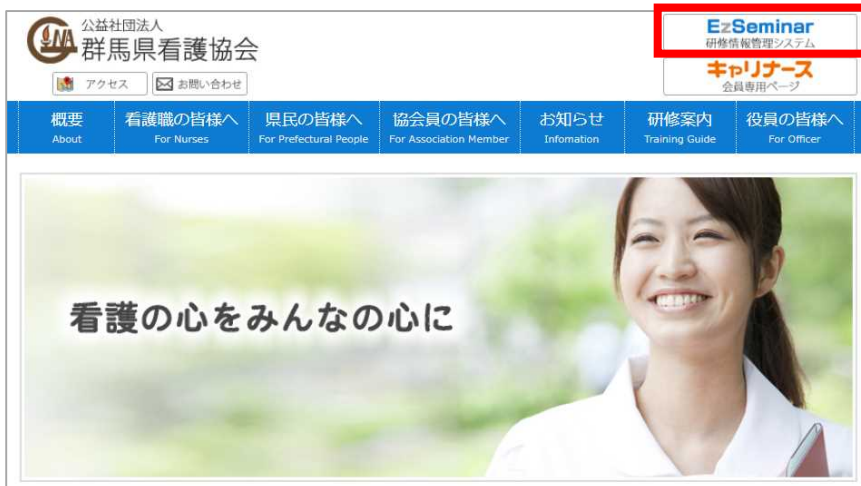 公益社団法人
群馬県看護協会
アクセス
お問い合わせ
EzSeminar
研修情報管理システム
キャリナース
会員専用ページ
概要
About
看護職の皆様へ
For Nurses
県民の皆様へ
For Prefectural People
協会員の皆様へ
For Association Member
お知らせ
Infomation
研修案内
Training Guide
役員の皆様へ
For Officer
看護の心をみんなの心に